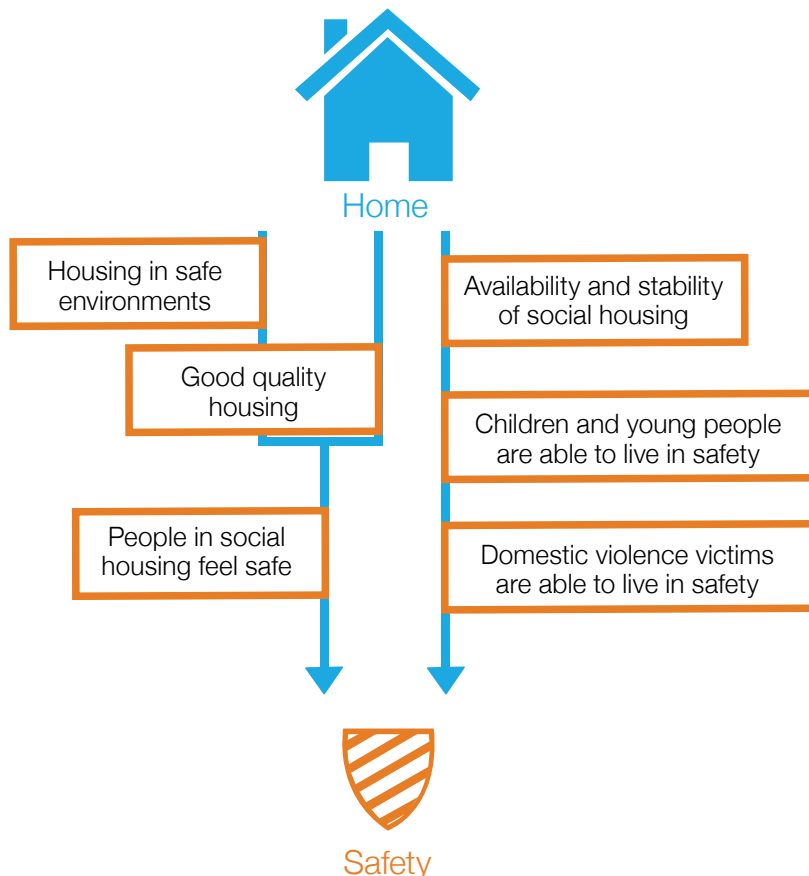 Home
Housing in safe
environments
Good quality
housing
People in social
housing feel safe
Availability and stability
of social housing
Children and young people
are able to live in safety
Domestic violence victims
are able to live in safety
Safety